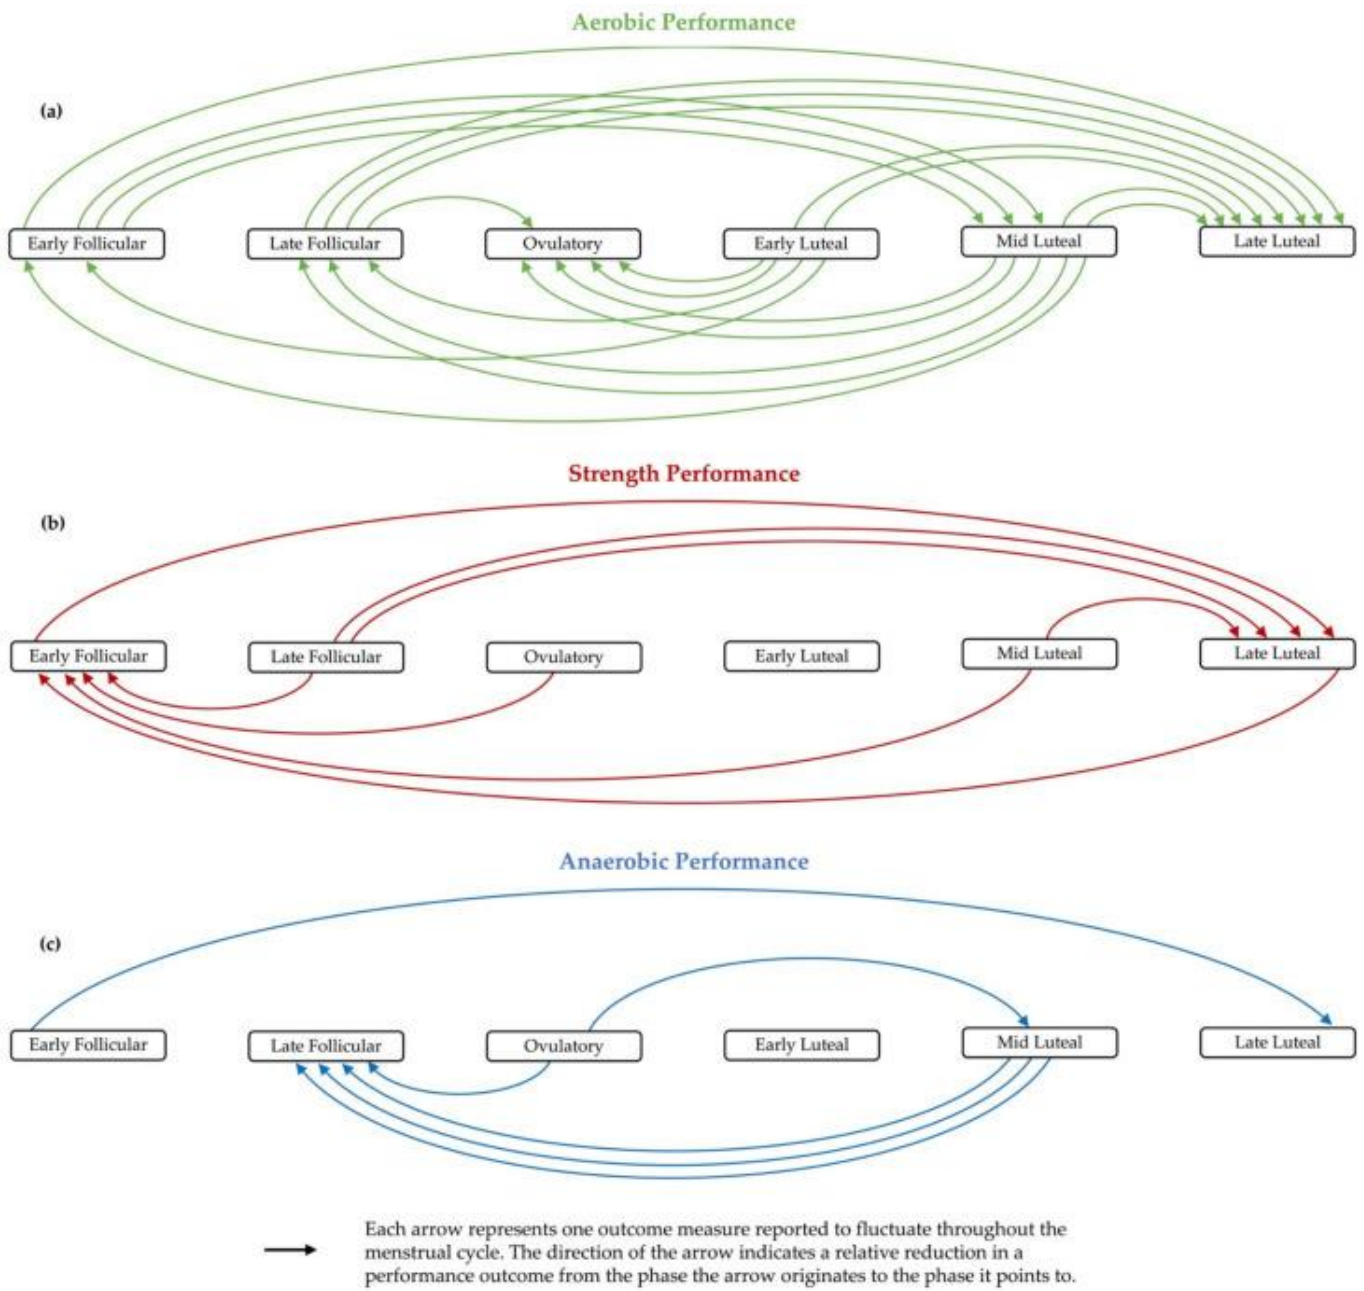 Aerobic Performance
(a)
Early Follicular
Late Follicular
Ovulatory
Early Luteal
Mid Luteal
Late Luteal
Strength Performance
(b)
Early Follicular
Late Follicular
Ovulatory
Early Luteal
Mid Luteal
Late Luteal
Anaerobic Performance
(c)
Early Follicular
Late Follicular
Ovulatory
Early Luteal
Mid Luteal
Late Luteal
Each arrow represents one outcome measure reported to fluctuate throughout the
menstrual cycle. The direction of the arrow indicates a relative reduction in a
performance outcome from the phase the arrow originates to the phase it points to.